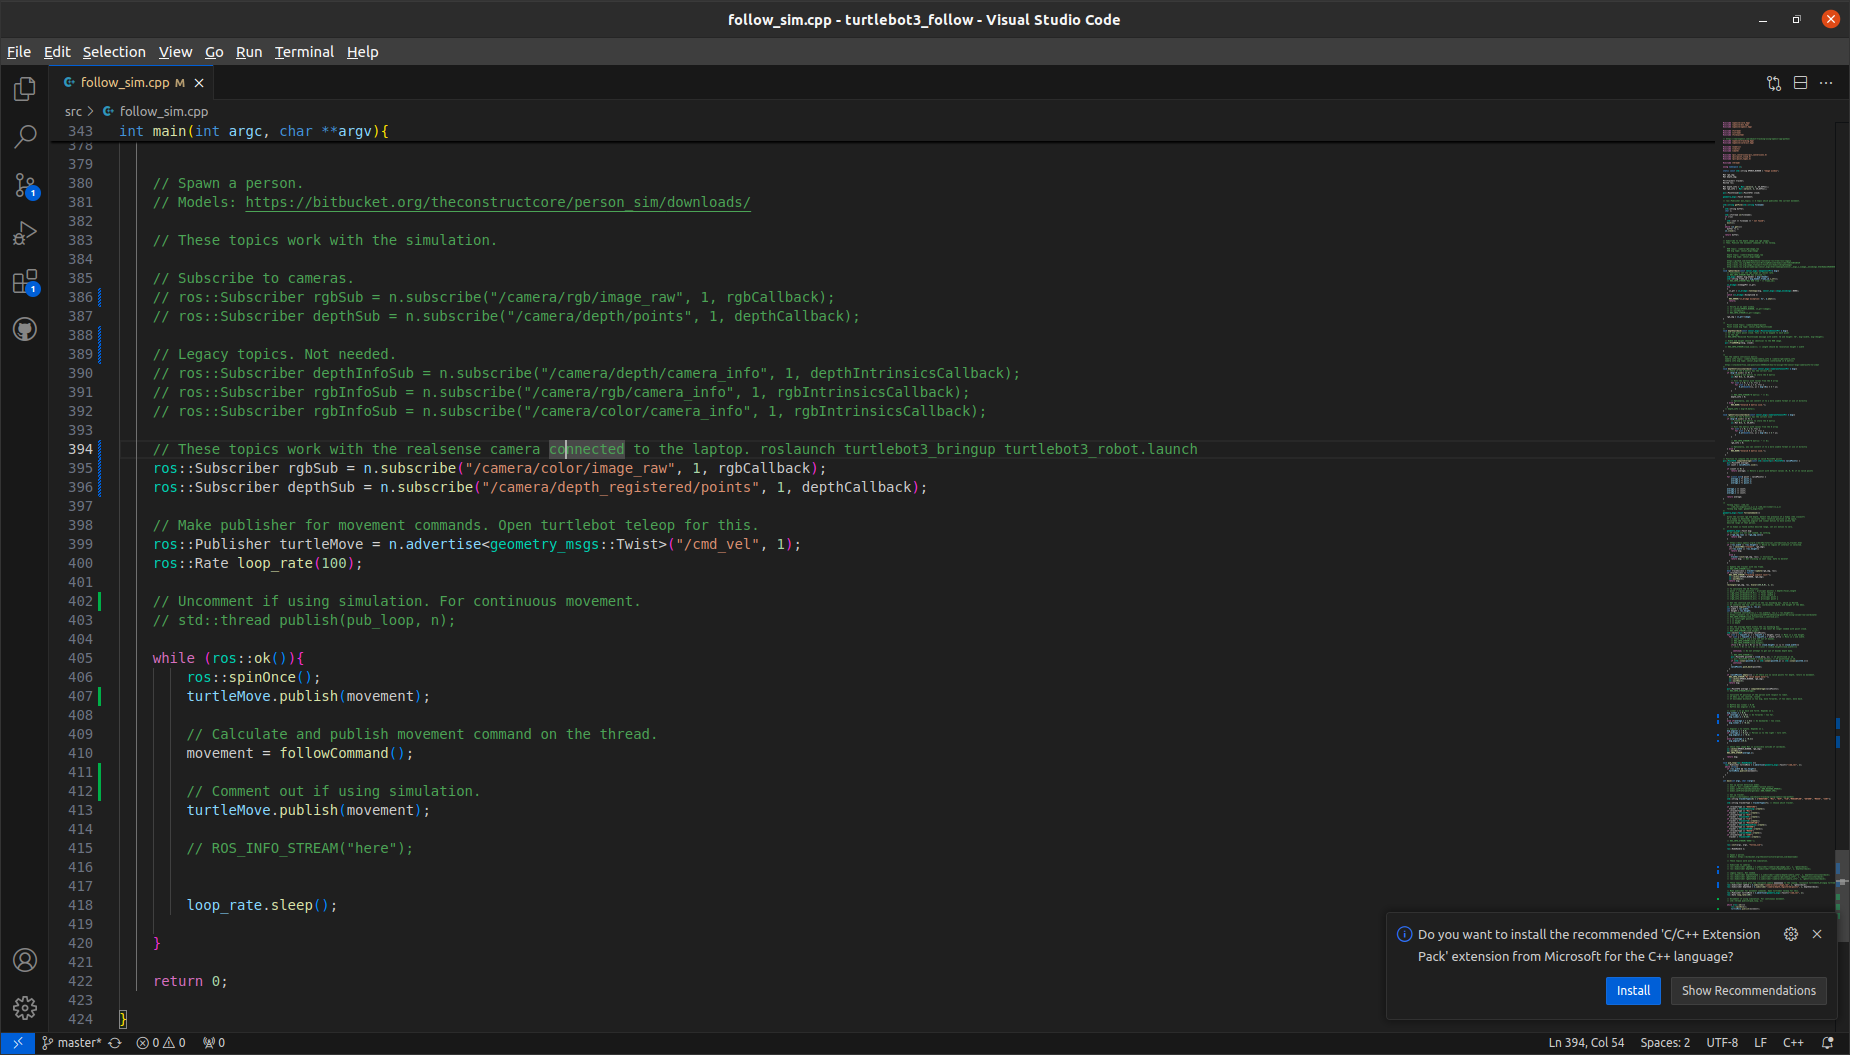 follow_sim.cpp - turtlebot3_follow - Visual Studio Code
File Edit Selection View Go Run Terminal Help
follow_sim.cpp M
src > follow_sim.cpp
343 int main(int argc, char **argv){
378
379
380 // Spawn a person.
381 // Models: https://bitbucket.org/theconstructcore/person_sim/downloads/
382
383 // These topics work with the simulation.
384
385 // Subscribe to cameras.
386 // ros::Subscriber rgbSub = n.subscribe("/camera/rgb/image_raw", 1, rgbCallback);
387 // ros::Subscriber depthSub = n.subscribe("/camera/depth/points", 1, depthCallback);
388
389 // Legacy topics. Not needed.
390 // ros::Subscriber depthInfoSub = n.subscribe("/camera/depth/camera_info", 1, depthIntrinsicsCallback);
391 // ros::Subscriber rgbInfoSub = n.subscribe("/camera/rgb/camera_info", 1, rgbIntrinsicsCallback);
392 // ros::Subscriber rgbInfoSub = n.subscribe("/camera/color/camera_info", 1, rgbIntrinsicsCallback);
393
394 // These topics work with the realsense camera connected to the laptop. roslaunch turtlebot3_bringup turtlebot3_robot.launch
395 ros::Subscriber rgbSub = n.subscribe("/camera/color/image_raw", 1, rgbCallback);
396 ros::Subscriber depthSub = n.subscribe("/camera/depth_registered/points", 1, depthCallback);
397
398 // Make publisher for movement commands. Open turtlebot teleop for this.
399 ros::Publisher turtleMove = n.advertise<geometry_msgs::Twist>("/cmd_vel", 1);
400 ros::Rate loop_rate(100);
401
402 // Uncomment if using simulation. For continuous movement.
403 // std::thread publish(pub_loop, n);
404
405 while (ros::ok()){
406 ros::spinOnce();
407 turtleMove.publish(movement);
408
409 // Calculate and publish movement command on the thread.
410 movement = followCommand();
411
412 // Comment out if using simulation.
413 turtleMove.publish(movement);
414
415 // ROS_INFO_STREAM("here");
416
417
418 loop_rate.sleep();
419
420 }
421
422 return 0;
423
424 }
1
1
Do you want to install the recommended 'C/C++ Extension
Pack' extension from Microsoft for the C++ language?
Install Show Recommendations
master* 0 0 0 Ln 394, Col 54 Spaces: 2 UTF-8 LF C++